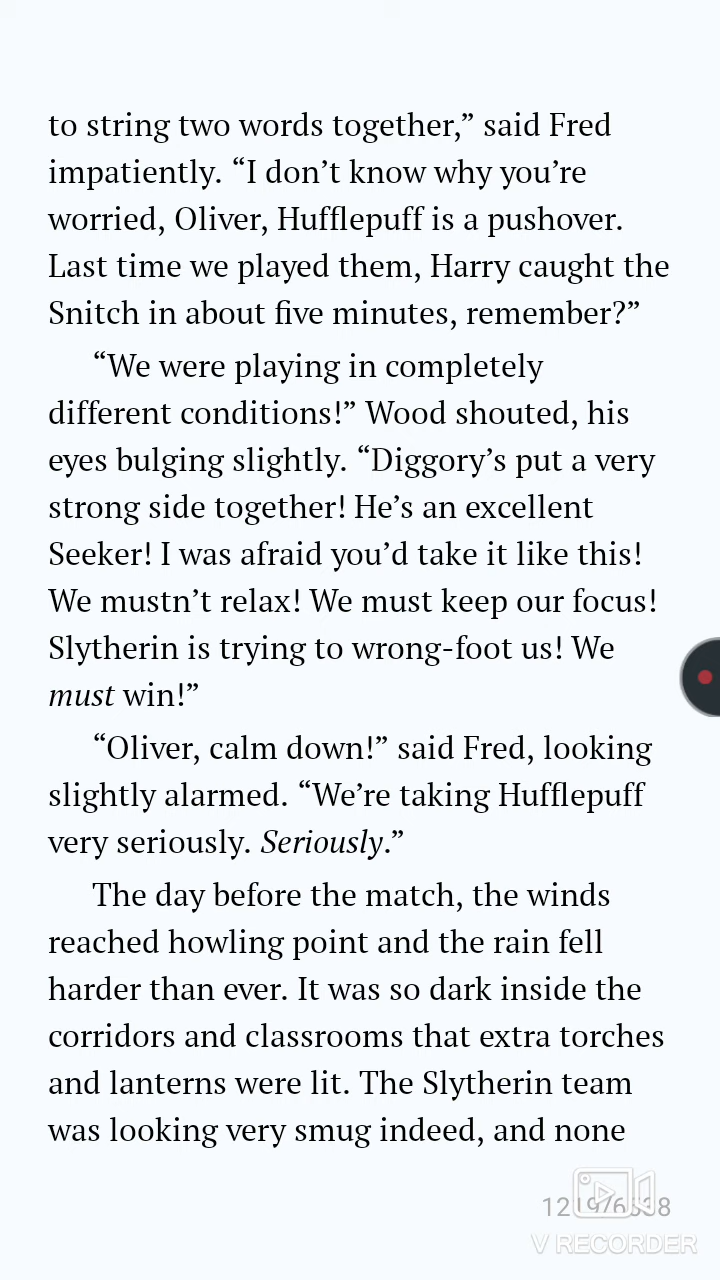 to string two words together,” said Fred
impatiently. “I don’t know why you’re
worried, Oliver, Hufflepuff is a pushover.
Last time we played them, Harry caught the
Snitch in about five minutes, remember?”
“We were playing in completely
different conditions!” Wood shouted, his
eyes bulging slightly. “Diggory’s put a very
strong side together! He’s an excellent
Seeker! I was afraid you’d take it like this!
We mustn’t relax! We must keep our focus!
Slytherin is trying to wrong-foot us! We
must win!”
“Oliver, calm down!” said Fred, looking
slightly alarmed. “We’re taking Hufflepuff
very seriously. Seriously.”
The day before the match, the winds
reached howling point and the rain fell
harder than ever. It was so dark inside the
corridors and classrooms that extra torches
and lanterns were lit. The Slytherin team
was looking very smug indeed, and none
V RECORDER